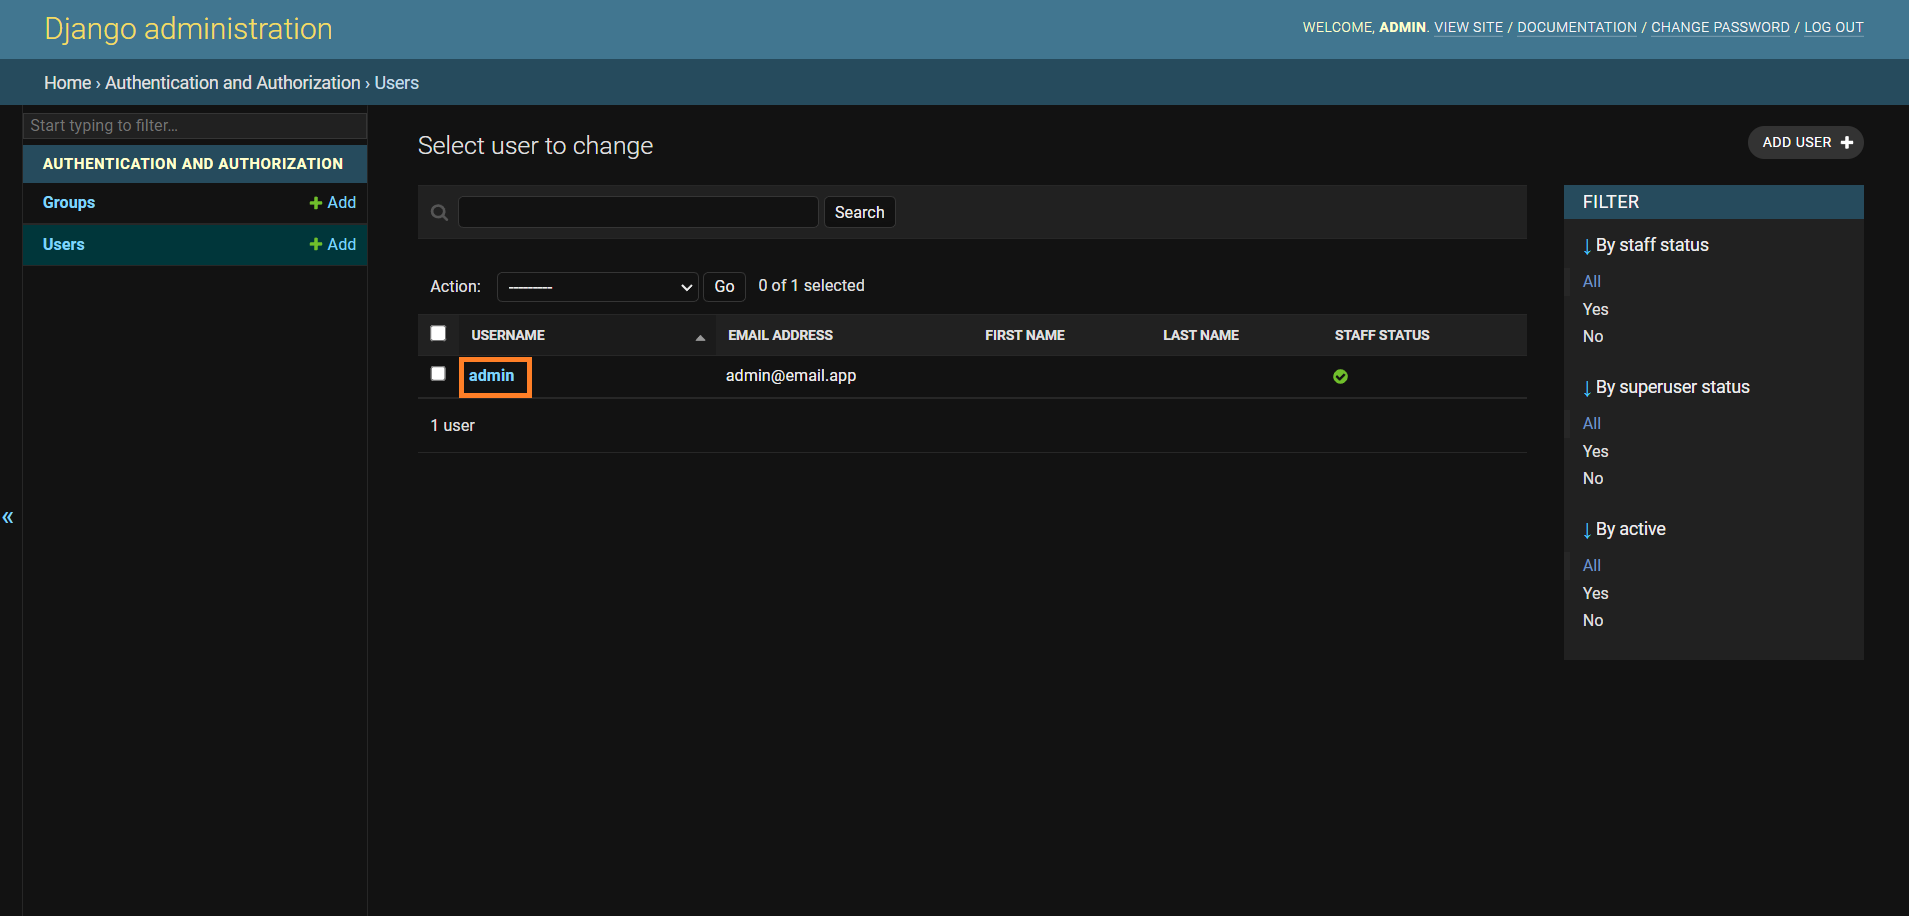 Django administration
WELCOME, ADMIN. VIEW SITE / DOCUMENTATION / CHANGE PASSWORD / LOG OUT
Home › Authentication and Authorization › Users
Start typing to filter...
AUTHENTICATION AND AUTHORIZATION
Groups + Add
Users + Add
«
Select user to change
ADD USER +
Search
Action: --------- Go 0 of 1 selected
USERNAME EMAIL ADDRESS FIRST NAME LAST NAME STAFF STATUS
admin admin@email.app
1 user
FILTER
↓ By staff status
All
Yes
No
↓ By superuser status
All
Yes
No
↓ By active
All
Yes
No